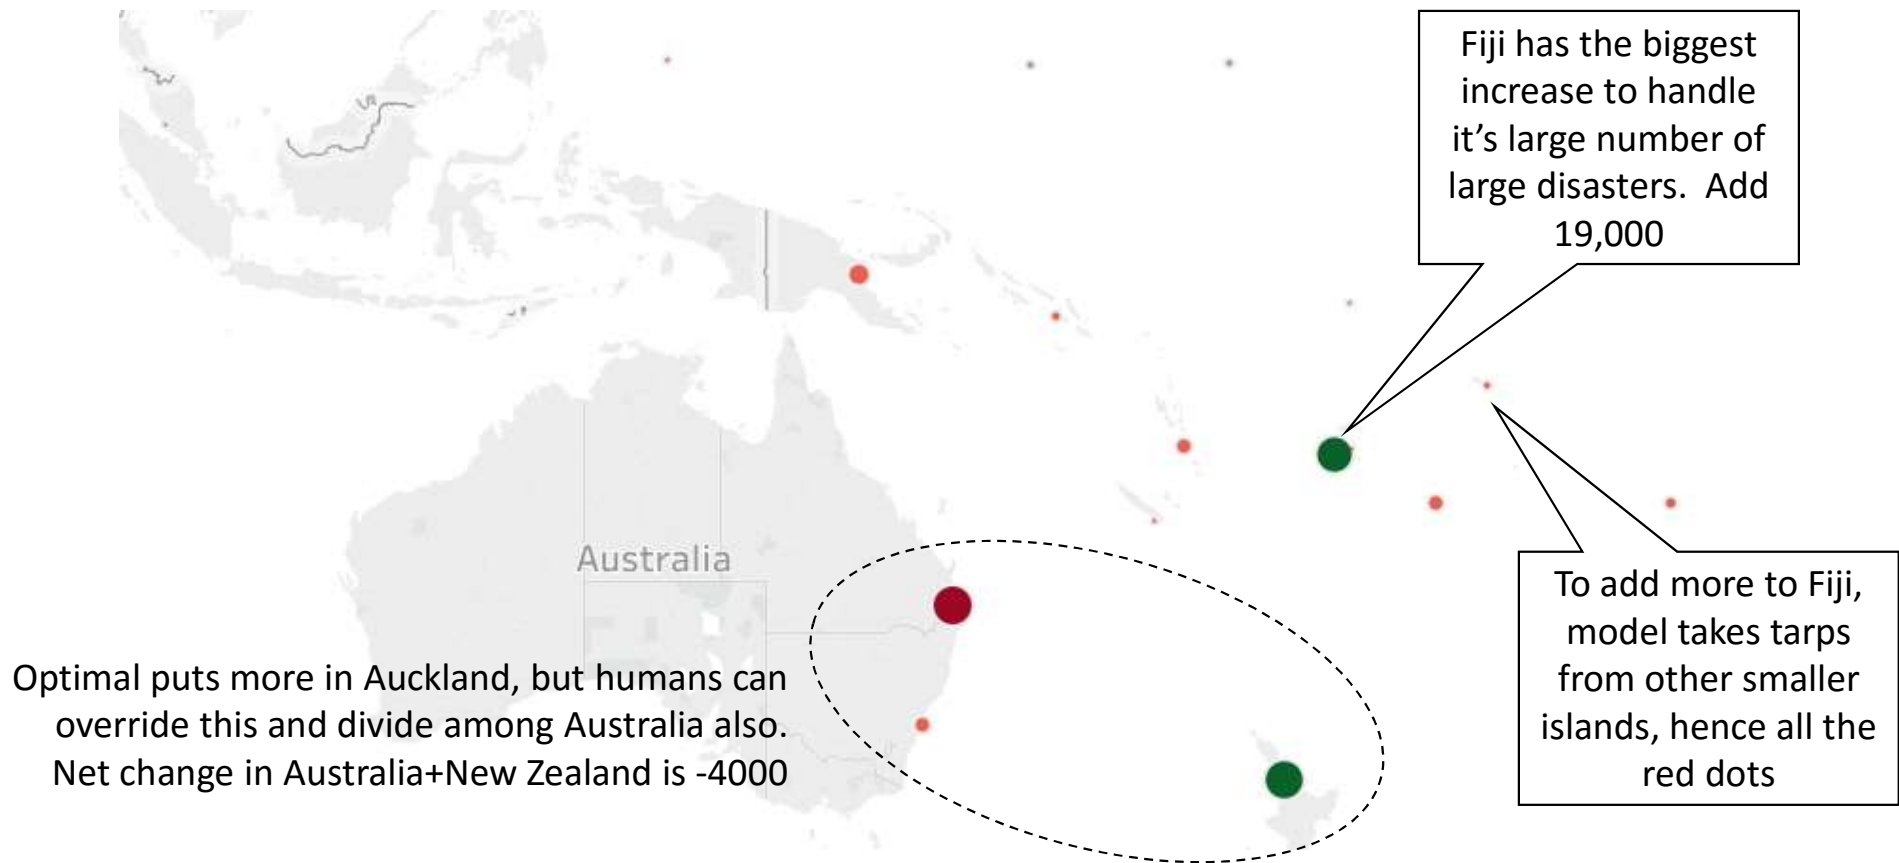 Fiji has the biggest
increase to handle
it’s large number of
large disasters.  Add
19,000
Australia
To add more to Fiji,
model takes tarps
from other smaller
islands, hence all the
red dots
Optimal puts more in Auckland, but humans can
override this and divide among Australia also.
Net change in Australia+New Zealand is -4000